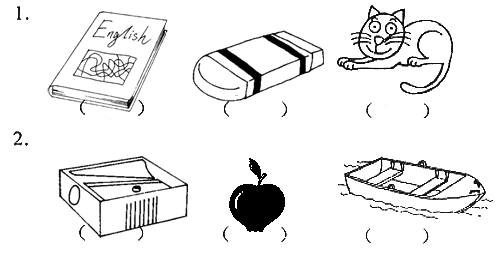 1.
English
(   ) (   ) (   )
2.
(   ) (   ) (   )